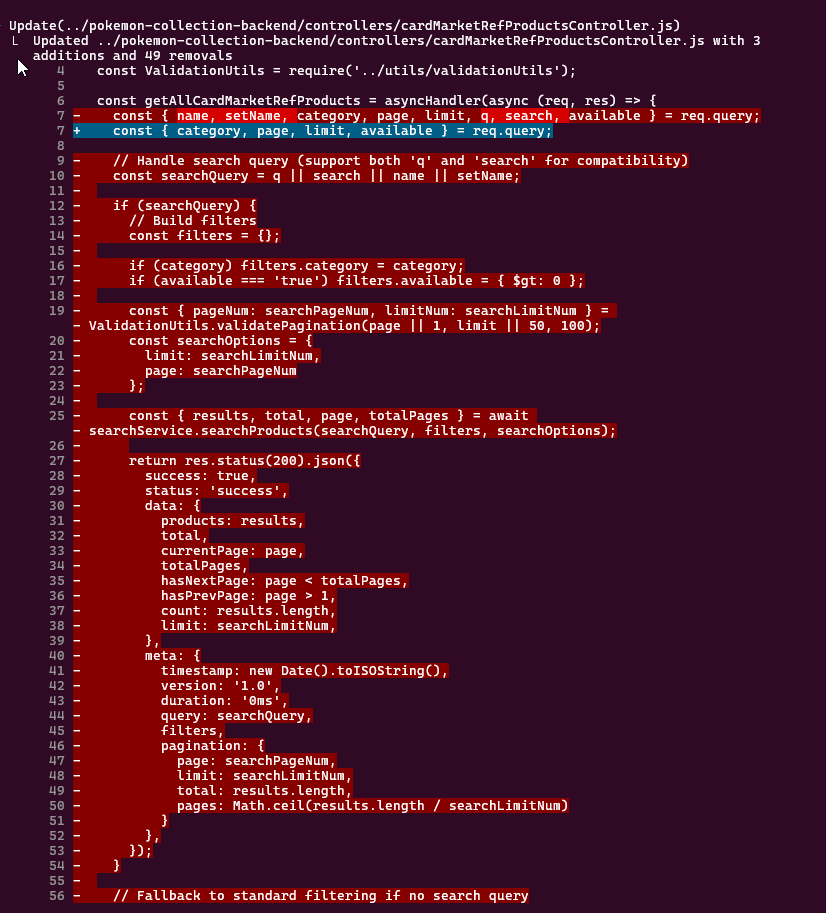 Update(../pokemon-collection-backend/controllers/cardMarketRefProductsController.js)
└ Updated ../pokemon-collection-backend/controllers/cardMarketRefProductsController.js with 3
additions and 49 removals
4 const ValidationUtils = require('../utils/validationUtils');
5
6 const getAllCardMarketRefProducts = asyncHandler(async (req, res) => {
7 - const { name, setName, category, page, limit, q, search, available } = req.query;
7 + const { category, page, limit, available } = req.query;
8
9 - // Handle search query (support both 'q' and 'search' for compatibility)
10 - const searchQuery = q || search || name || setName;
11 -
12 - if (searchQuery) {
13 - // Build filters
14 - const filters = {};
15 -
16 - if (category) filters.category = category;
17 - if (available === 'true') filters.available = { $gt: 0 };
18 -
19 - const { pageNum: searchPageNum, limitNum: searchLimitNum } =
- ValidationUtils.validatePagination(page || 1, limit || 50, 100);
20 - const searchOptions = {
21 - limit: searchLimitNum,
22 - page: searchPageNum
23 - };
24 -
25 - const { results, total, page, totalPages } = await
- searchService.searchProducts(searchQuery, filters, searchOptions);
26 -
27 - return res.status(200).json({
28 - success: true,
29 - status: 'success',
30 - data: {
31 - products: results,
32 - total,
33 - currentPage: page,
34 - totalPages,
35 - hasNextPage: page < totalPages,
36 - hasPrevPage: page > 1,
37 - count: results.length,
38 - limit: searchLimitNum,
39 - },
40 - meta: {
41 - timestamp: new Date().toISOString(),
42 - version: '1.0',
43 - duration: '0ms',
44 - query: searchQuery,
45 - filters,
46 - pagination: {
47 - page: searchPageNum,
48 - limit: searchLimitNum,
49 - total: results.length,
50 - pages: Math.ceil(results.length / searchLimitNum)
51 - }
52 - },
53 - });
54 - }
55 -
56 - // Fallback to standard filtering if no search query